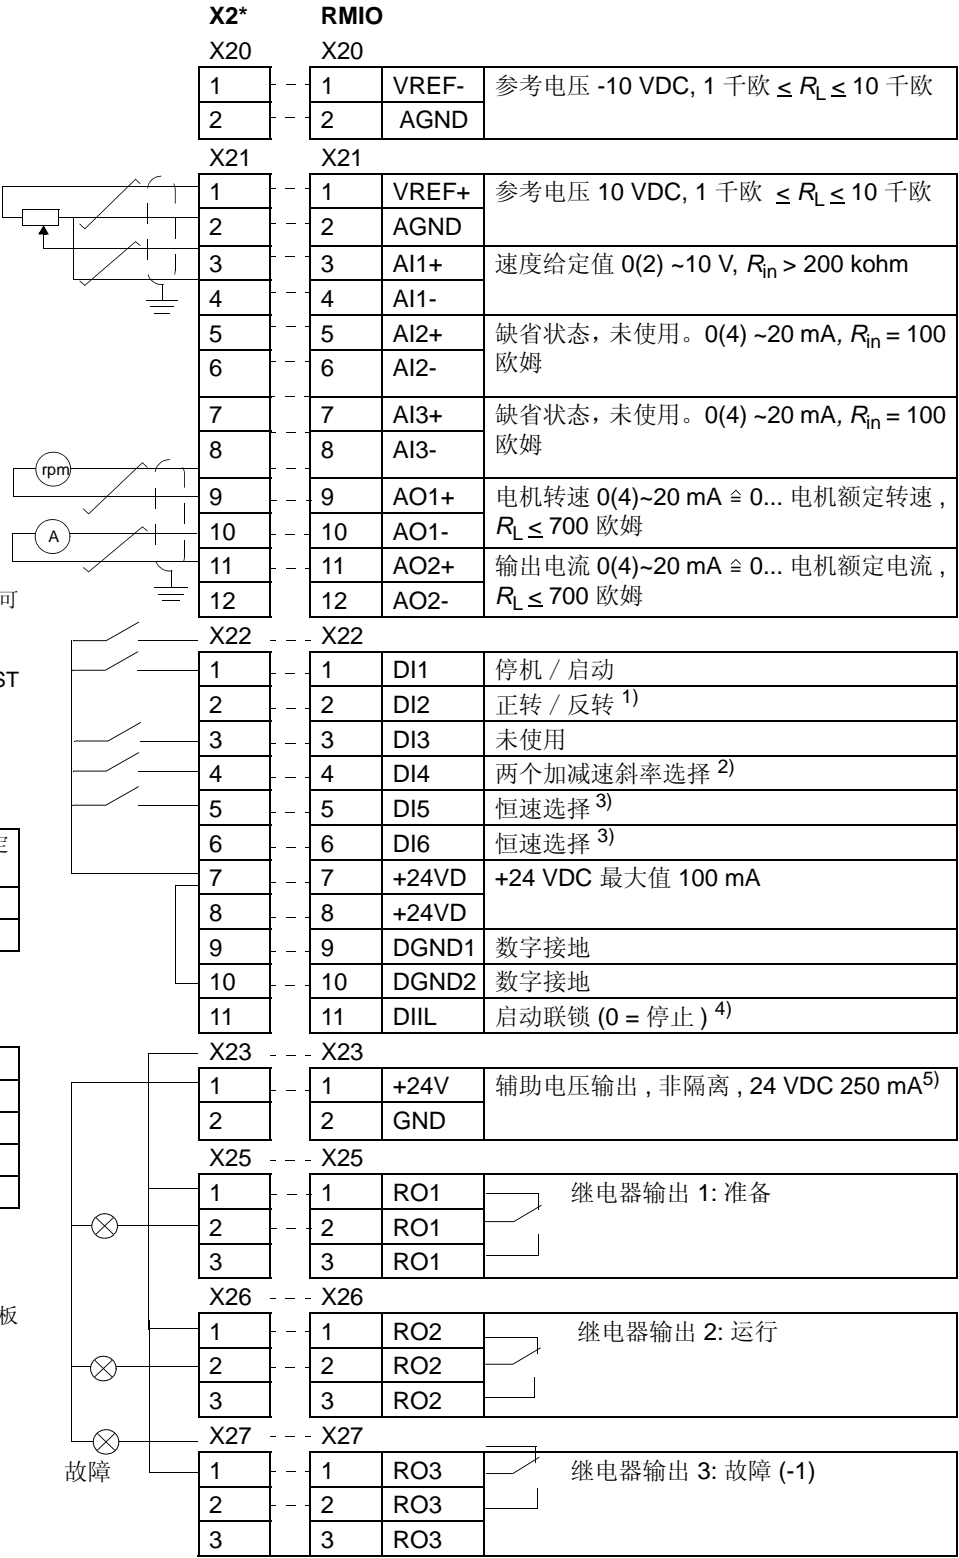 X2* RMIO
X20 X20
1 1 VREF- 参考电压 -10 VDC, 1 千欧 ≤ RL ≤ 10 千欧
2 2 AGND
X21 X21
1 1 VREF+ 参考电压 10 VDC, 1 千欧 ≤ RL ≤ 10 千欧
2 2 AGND
3 3 AI1+ 速度给定值 0(2) ~10 V, Rin > 200 kohm
4 4 AI1-
5 5 AI2+ 缺省状态，未使用。0(4) ~20 mA, Rin = 100
6 6 AI2- 欧姆
7 7 AI3+ 缺省状态，未使用。0(4) ~20 mA, Rin = 100
8 8 AI3- 欧姆
rpm
9 9 AO1+ 电机转速 0(4)~20 mA ≙ 0... 电机额定转速 ,
10 10 AO1- RL ≤ 700 欧姆
A
11 11 AO2+ 输出电流 0(4)~20 mA ≙ 0... 电机额定电流 ,
12 12 AO2- RL ≤ 700 欧姆
可
X22 X22
1 1 DI1 停机 / 启动
ST
2 2 DI2 正转 / 反转 1)
3 3 DI3 未使用
4 4 DI4 两个加减速斜率选择 2)
5 5 DI5 恒速选择 3)
6 6 DI6 恒速选择 3)
7 7 +24VD +24 VDC 最大值 100 mA
8 8 +24VD
9 9 DGND1 数字接地
10 10 DGND2 数字接地
11 11 DIIL 启动联锁 (0 = 停止 ) 4)
X23 X23
1 1 +24V 辅助电压输出 , 非隔离 , 24 VDC 250 mA5)
2 2 GND
X25 X25
1 1 RO1 继电器输出 1: 准备
2 2 RO1
3 3 RO1
X26 X26
板
1 1 RO2 继电器输出 2: 运行
2 2 RO2
3 3 RO2
X27 X27
故障
1 1 RO3 继电器输出 3: 故障 (-1)
2 2 RO3
3 3 RO3